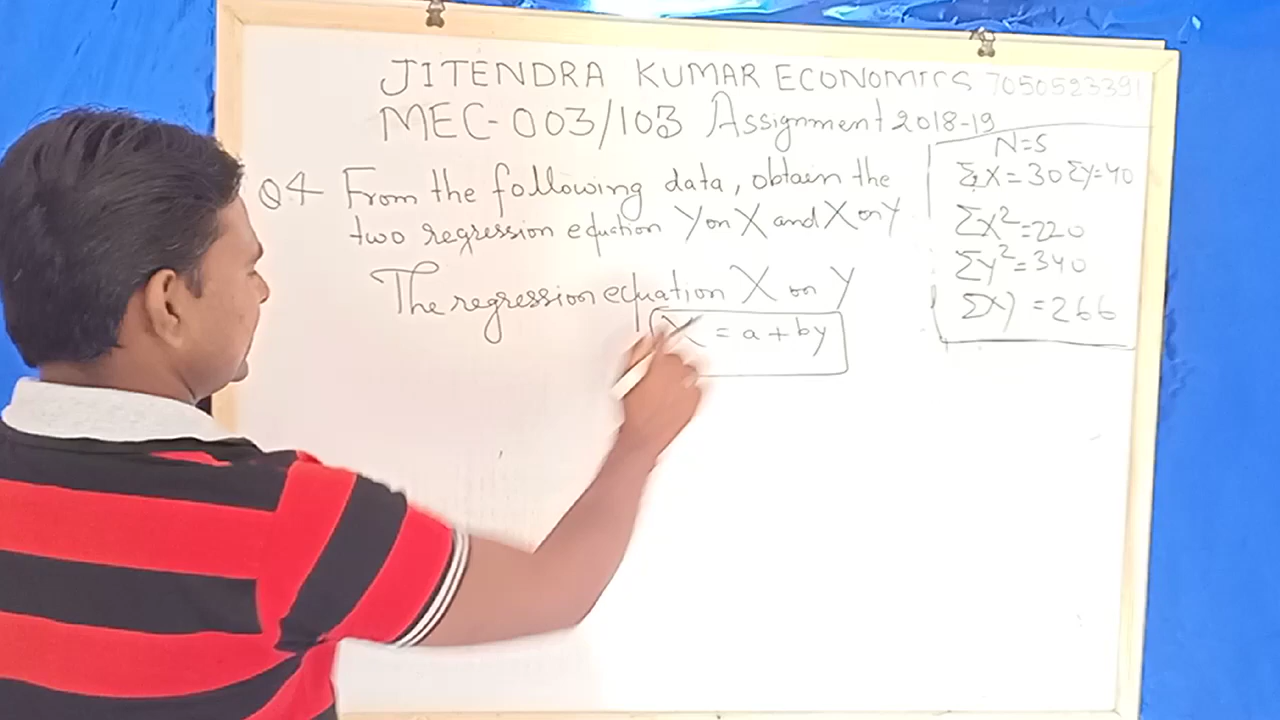 JITENDRA KUMAR ECONOMICS 7050523391
MEC-003/103 Assignment 2018-19
Q4 From the following data, obtain the
two regression equction Y on X and X on Y
The regression equation X on Y
X = a + by
N=5
ΣX=30 Σy=40
ΣX²=220
Σy²=340
ΣXy=266